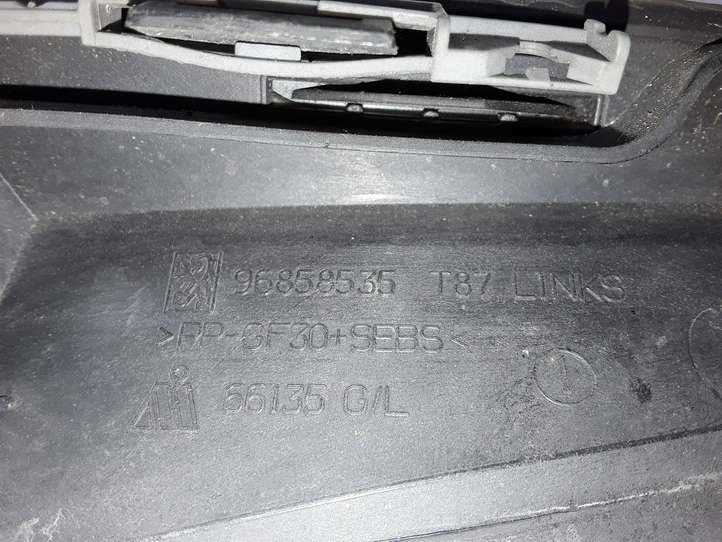 96858535 T87 LINKS
>PP-GF30+SEBS<
66135 G/L